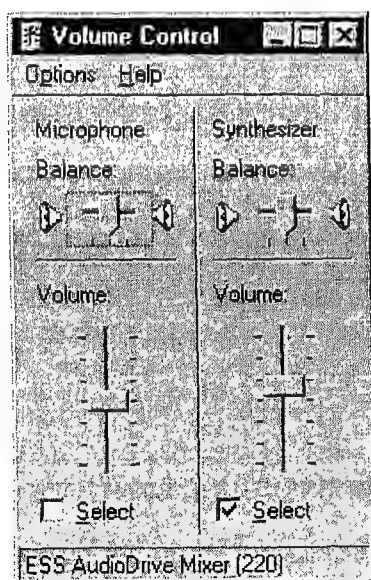 Volume Control
Options Help
Microphone Synthesizer
Balance: Balance:
Volume: Volume:
Select Select
ESS AudioDrive Mixer (220)